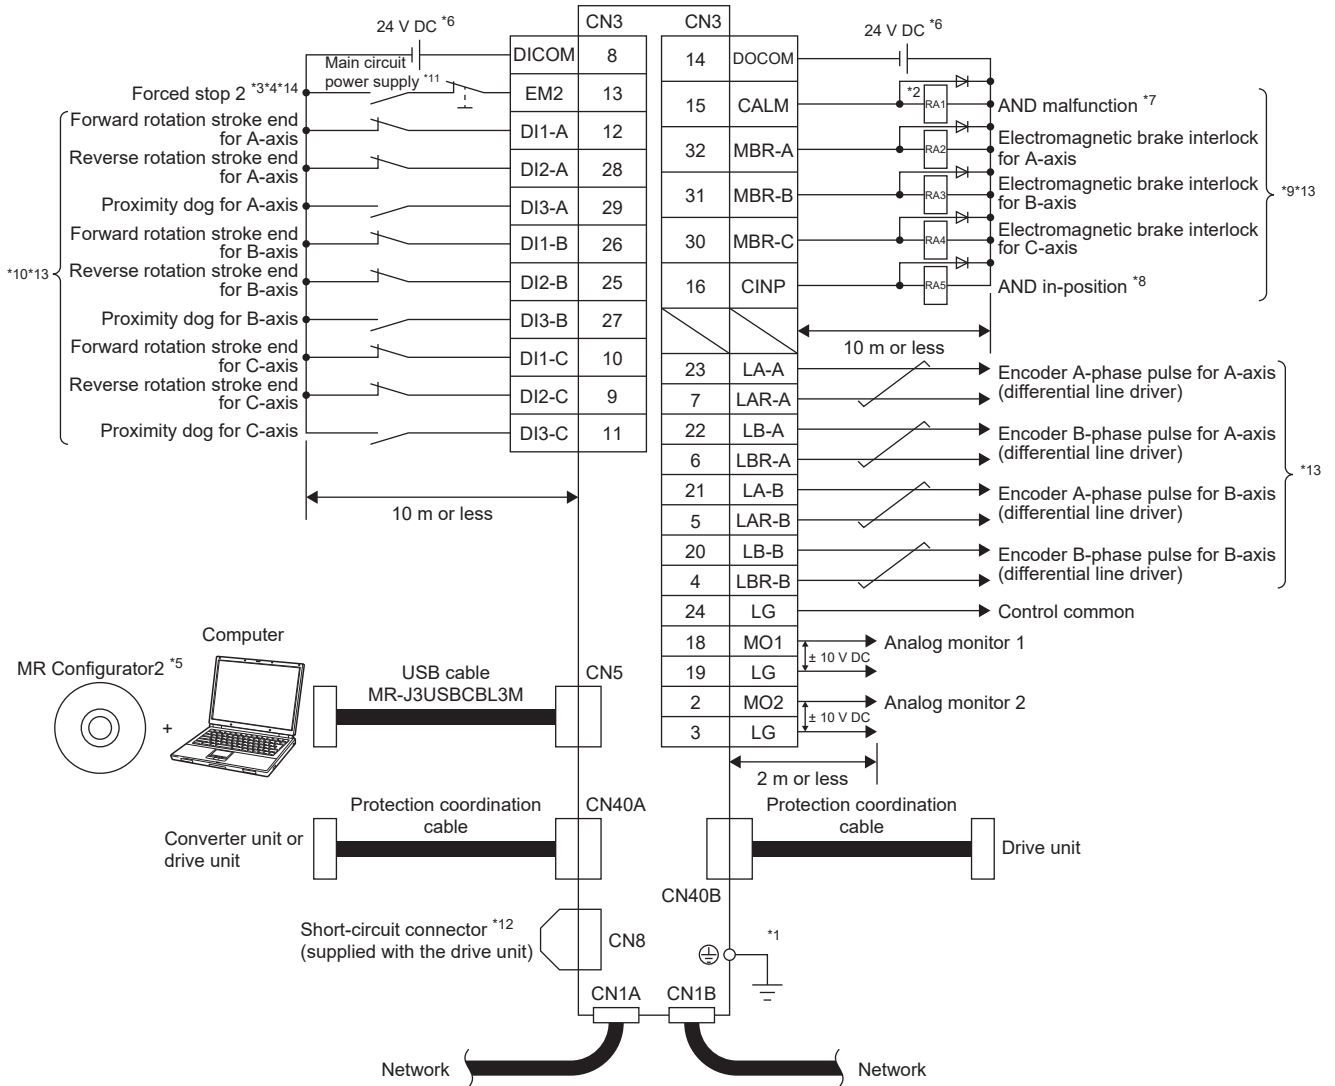 CN3 CN3
24 V DC *6
DICOM 8
Main circuit
power supply *11
Forced stop 2 *3*4*14
EM2 13
Forward rotation stroke end
for A-axis
DI1-A 12
Reverse rotation stroke end
for A-axis
DI2-A 28
Proximity dog for A-axis
DI3-A 29
Forward rotation stroke end
for B-axis
DI1-B 26
*10*13
Reverse rotation stroke end
for B-axis
DI2-B 25
Proximity dog for B-axis
DI3-B 27
Forward rotation stroke end
for C-axis
DI1-C 10
Reverse rotation stroke end
for C-axis
DI2-C 9
Proximity dog for C-axis
DI3-C 11
10 m or less
24 V DC *6
14 DOCOM
15 CALM
*2
RA1
AND malfunction *7
32 MBR-A
RA2
Electromagnetic brake interlock
for A-axis
31 MBR-B
RA3
Electromagnetic brake interlock
for B-axis
*9*13
30 MBR-C
RA4
Electromagnetic brake interlock
for C-axis
16 CINP
RA5
AND in-position *8
10 m or less
23 LA-A
7 LAR-A
Encoder A-phase pulse for A-axis
(differential line driver)
22 LB-A
6 LBR-A
Encoder B-phase pulse for A-axis
(differential line driver)
*13
21 LA-B
5 LAR-B
Encoder A-phase pulse for B-axis
(differential line driver)
20 LB-B
4 LBR-B
Encoder B-phase pulse for B-axis
(differential line driver)
24 LG
Control common
18 MO1
Analog monitor 1
± 10 V DC
19 LG
2 MO2
Analog monitor 2
± 10 V DC
3 LG
2 m or less
Computer
MR Configurator2 *5
+
USB cable
MR-J3USBCBL3M
CN5
Converter unit or
drive unit
Protection coordination
cable
CN40A
Protection coordination
cable
Drive unit
CN40B
Short-circuit connector *12
(supplied with the drive unit)
CN8
*1
CN1A CN1B
Network
Network